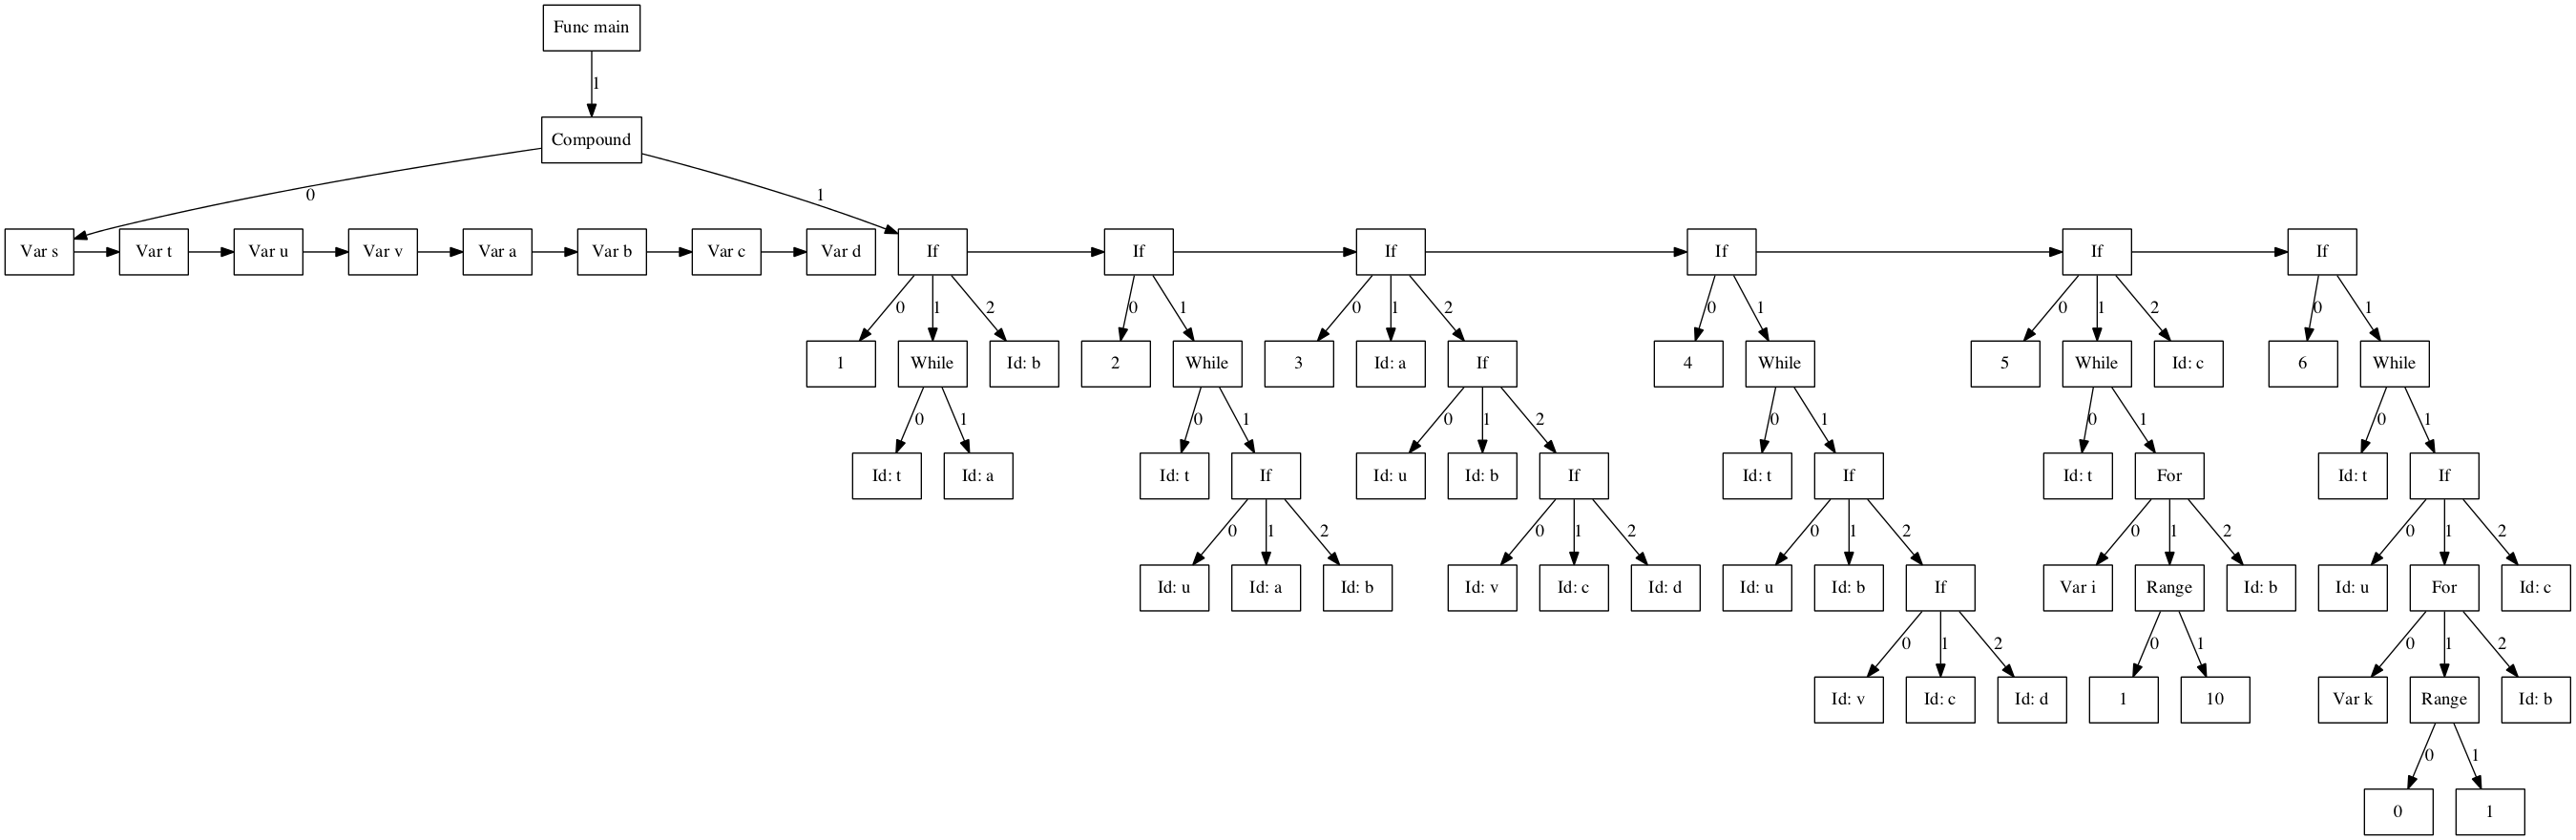 Func main
1
Compound
0 1
Var s Var t Var u Var v Var a Var b Var c Var d If If If If If If
0 1 2 0 1 0 1 2 0 1 0 1 2 0 1
1 While Id: b 2 While 3 Id: a If 4 While 5 While Id: c 6 While
0 1 0 1 0 1 2 0 1 0 1 0 1
Id: t Id: a Id: t If Id: u Id: b If Id: t If Id: t For Id: t If
0 1 2 0 1 2 0 1 2 0 1 2 0 1 2
Id: u Id: a Id: b Id: v Id: c Id: d Id: u Id: b If Var i Range Id: b Id: u For Id: c
0 1 2 0 1 0 1 2
Id: v Id: c Id: d 1 10 Var k Range Id: b
0 1
0 1